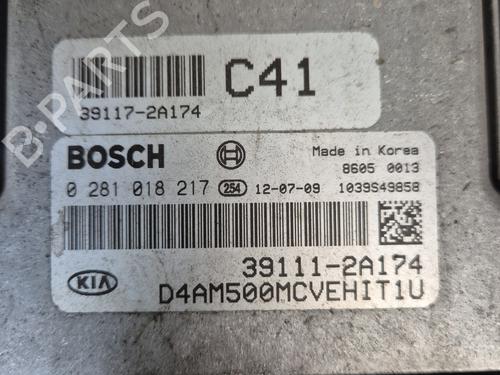 C41
39117-2A174
BOSCH
Made in Korea
8605 0013
0 281 018 217 254 12-07-09 1039S49858
39111-2A174
KIA D4AM500MCVEHIT1U
B-PARTS